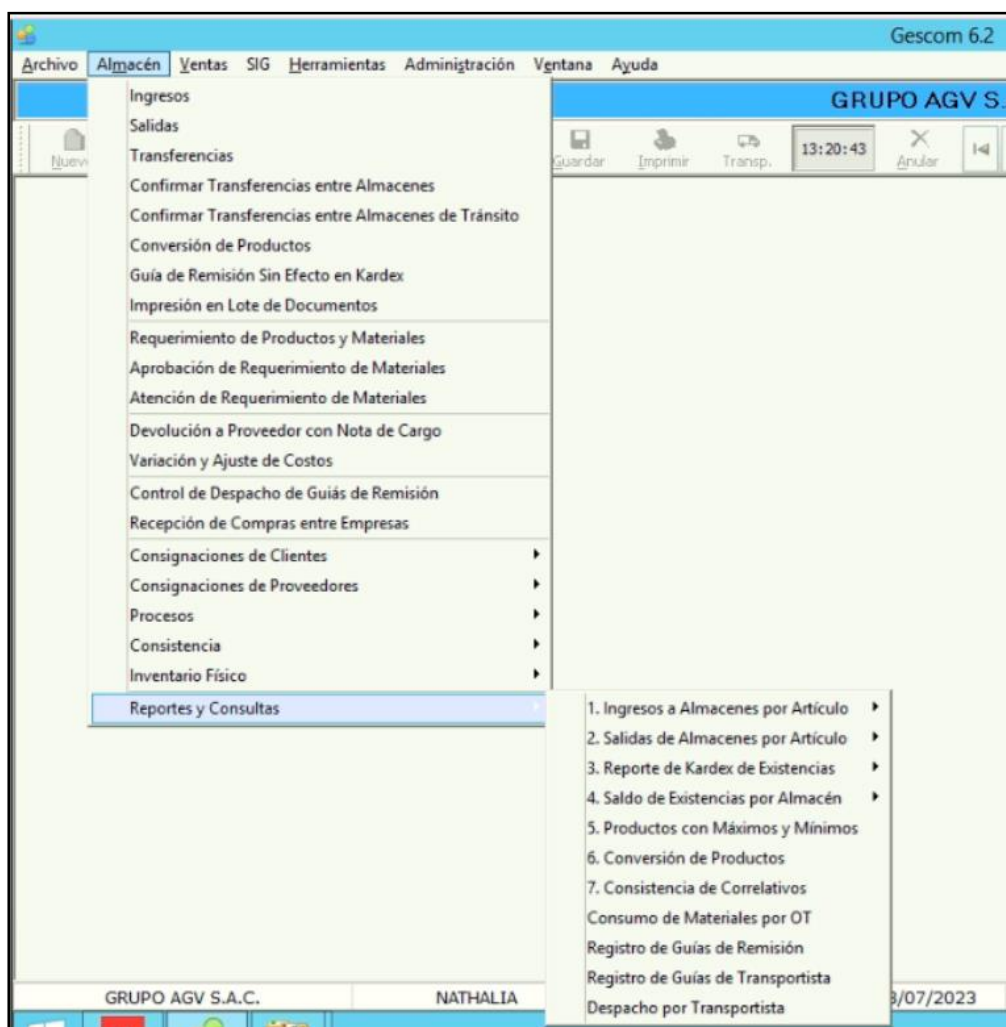 Gescom 6.2
Archivo Almacén Ventas SIG Herramientas Administración Ventana Ayuda
GRUPO AGV S.
Guardar Imprimir Transp. 13:20:43 Anular
Ingresos
Salidas
Transferencias
Confirmar Transferencias entre Almacenes
Confirmar Transferencias entre Almacenes de Tránsito
Conversión de Productos
Guía de Remisión Sin Efecto en Kardex
Impresión en Lote de Documentos
Requerimiento de Productos y Materiales
Aprobación de Requerimiento de Materiales
Atención de Requerimiento de Materiales
Devolución a Proveedor con Nota de Cargo
Variación y Ajuste de Costos
Control de Despacho de Guiás de Remisión
Recepción de Compras entre Empresas
Consignaciones de Clientes
Consignaciones de Proveedores
Procesos
Consistencia
Inventario Físico
Reportes y Consultas
1. Ingresos a Almacenes por Artículo
2. Salidas de Almacenes por Artículo
3. Reporte de Kardex de Existencias
4. Saldo de Existencias por Almacén
5. Productos con Máximos y Mínimos
6. Conversión de Productos
7. Consistencia de Correlativos
Consumo de Materiales por OT
Registro de Guías de Remisión
Registro de Guías de Transportista
Despacho por Transportista
GRUPO AGV S.A.C. NATHALIA /07/2023